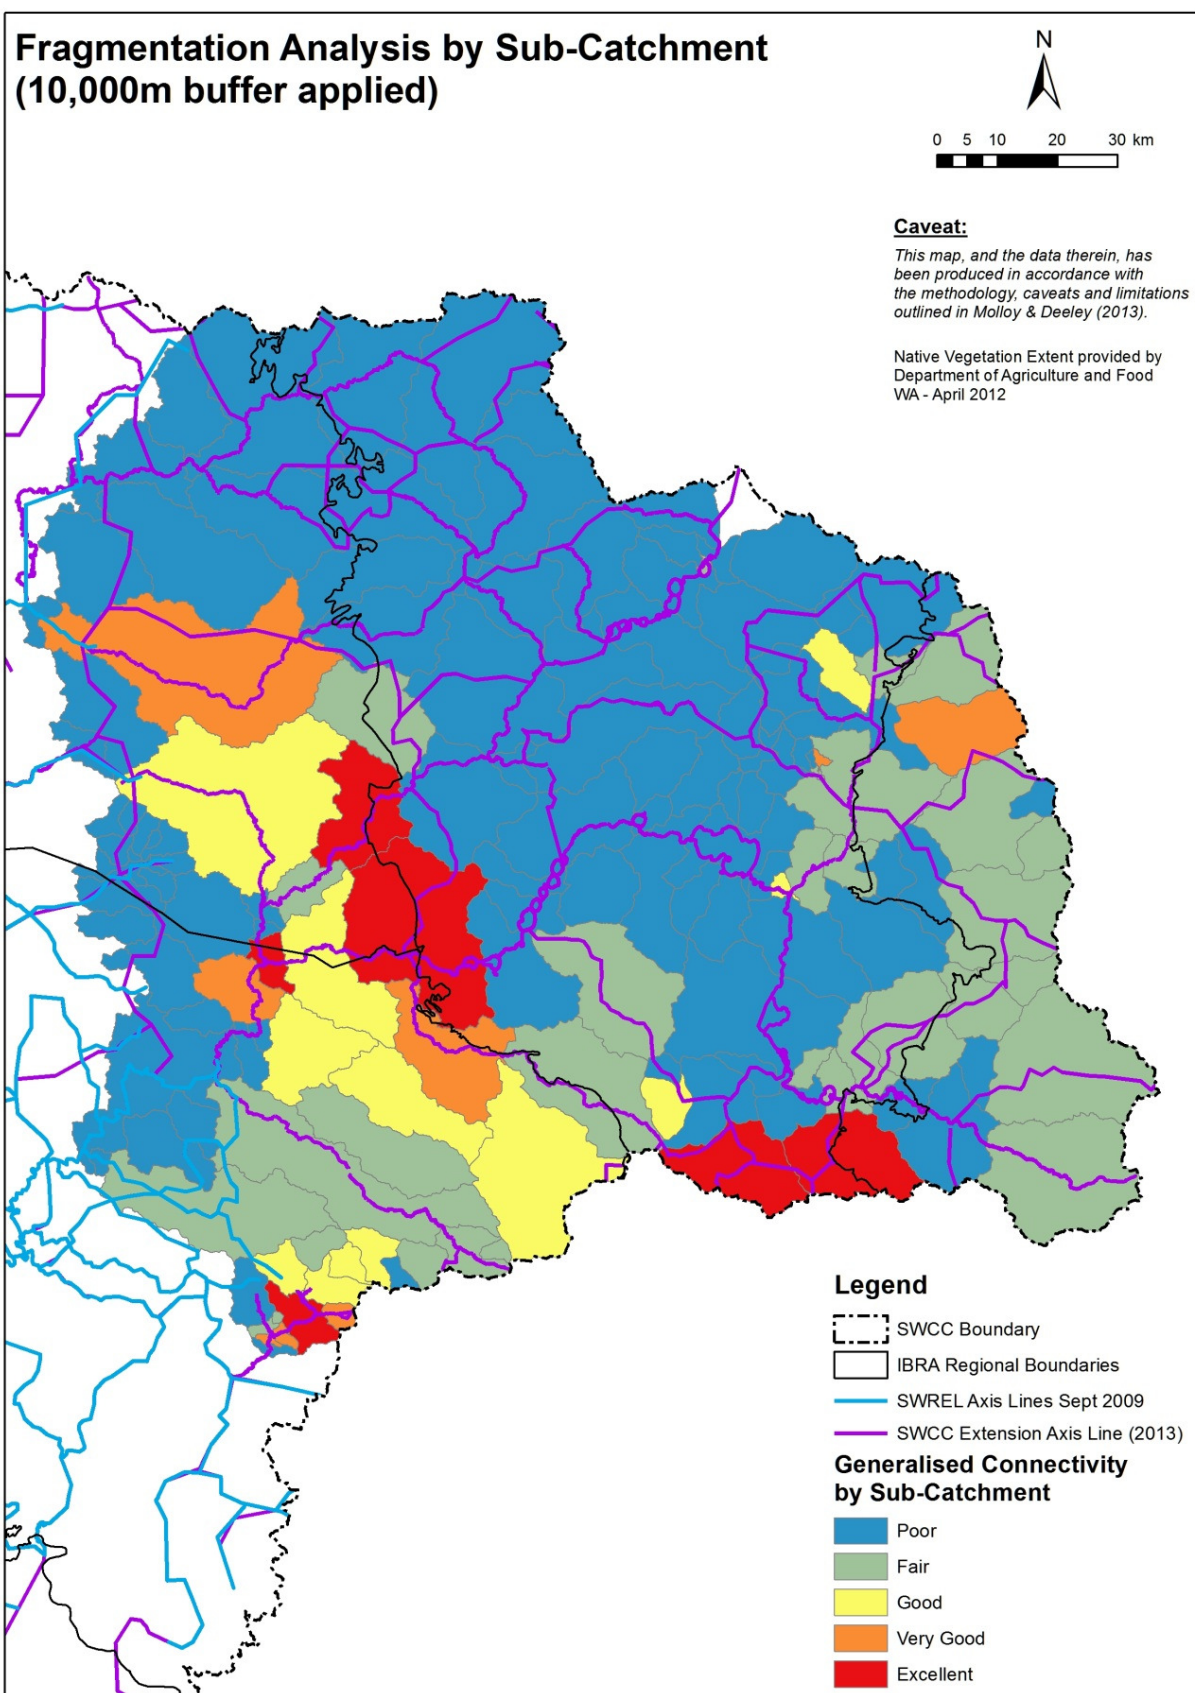 Fragmentation Analysis by Sub-Catchment
(10,000m buffer applied)
N
0 5 10 20 30 km
Caveat:
This map, and the data therein, has
been produced in accordance with
the methodology, caveats and limitations
outlined in Molloy & Deeley (2013).
Native Vegetation Extent provided by
Department of Agriculture and Food
WA - April 2012
Legend
SWCC Boundary
IBRA Regional Boundaries
SWREL Axis Lines Sept 2009
SWCC Extension Axis Line (2013)
Generalised Connectivity
by Sub-Catchment
Poor
Fair
Good
Very Good
Excellent